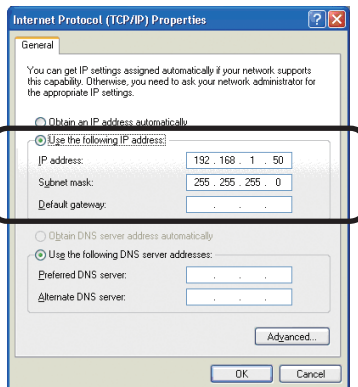 Internet Protocol (TCP/IP) Properties
General
You can get IP settings assigned automatically if your network supports
this capability. Otherwise, you need to ask your network administrator for
the appropriate IP settings.
Obtain an IP address automatically
Use the following IP address:
IP address: 192 . 168 . 1 . 50
Subnet mask: 255 . 255 . 255 . 0
Default gateway: . . .
Obtain DNS server address automatically
Use the following DNS server addresses:
Preferred DNS server: . . .
Alternate DNS server: . . .
Advanced...
OK Cancel